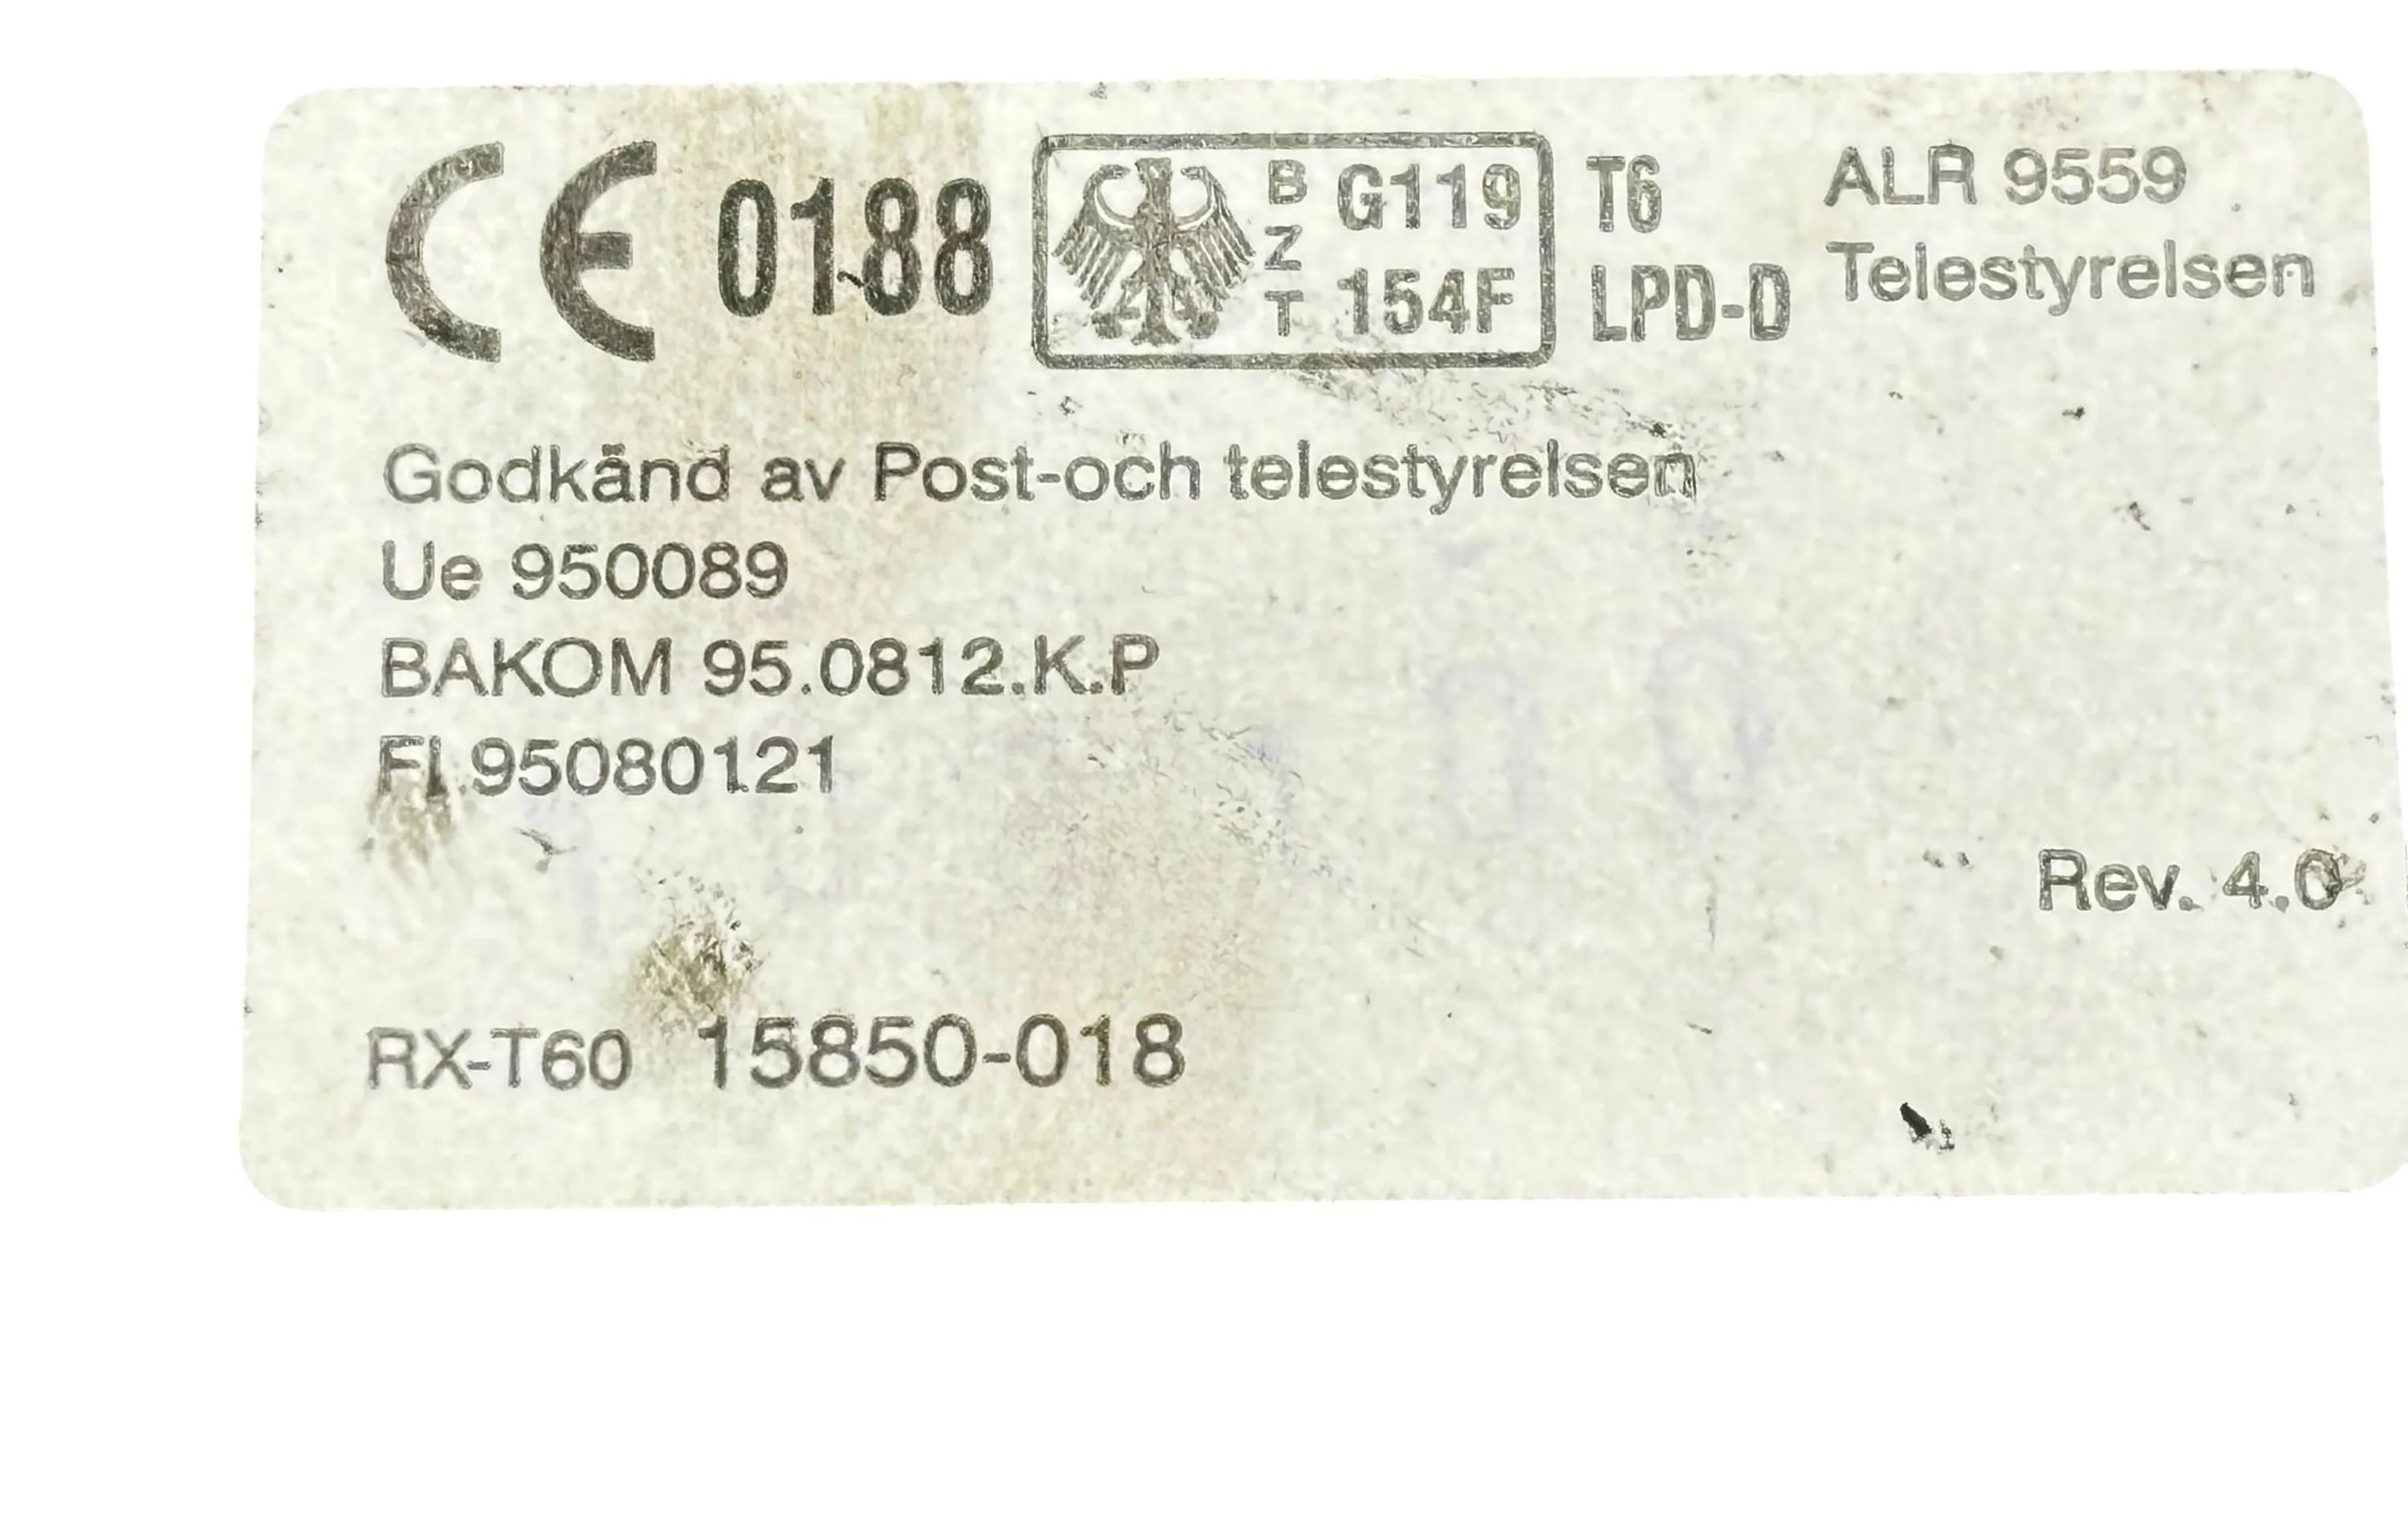 CE 0188 BZT G119 154F T6 LPD-D
ALR 9559
Telestyrelsen
Godkänd av Post-och telestyrelsen
Ue 950089
BAKOM 95.0812.K.P
FI 95080121
Rev. 4.0
RX-T60 15850-018